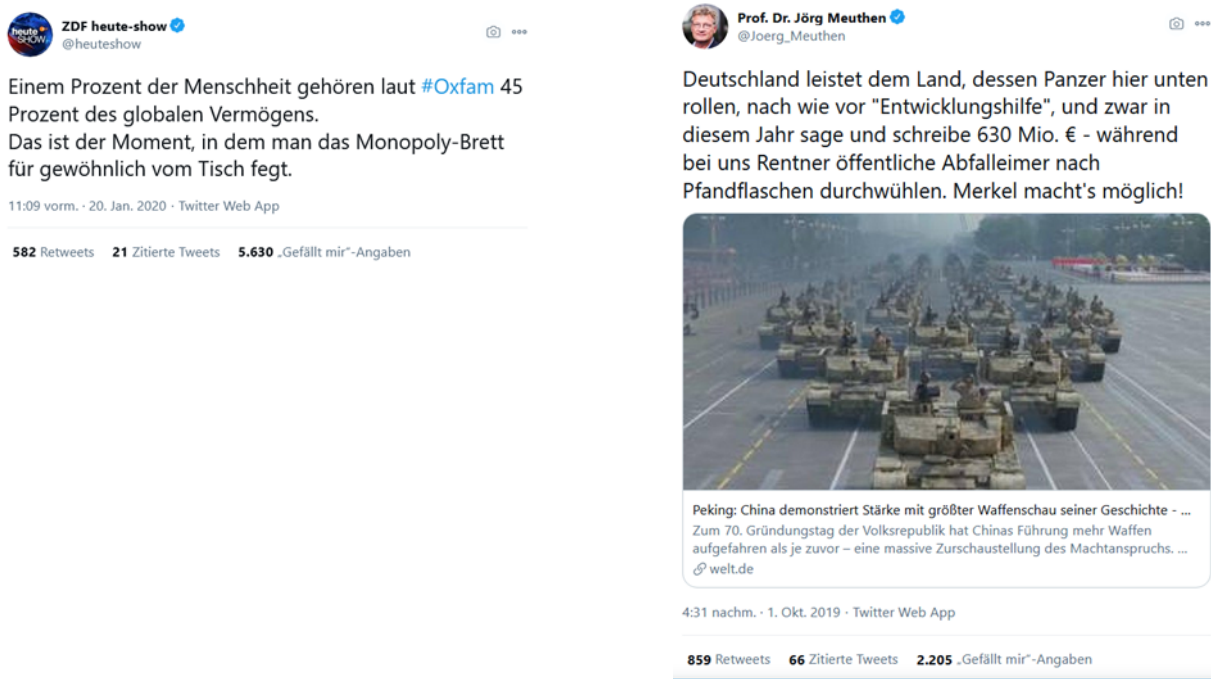 heute
SHOW
ZDF heute-show
@heuteshow
Einem Prozent der Menschheit gehören laut #Oxfam 45
Prozent des globalen Vermögens.
Das ist der Moment, in dem man das Monopoly-Brett
für gewöhnlich vom Tisch fegt.
11:09 vorm. · 20. Jan. 2020 · Twitter Web App
582 Retweets 21 Zitierte Tweets 5.630 „Gefällt mir“-Angaben
Prof. Dr. Jörg Meuthen
@Joerg_Meuthen
Deutschland leistet dem Land, dessen Panzer hier unten
rollen, nach wie vor "Entwicklungshilfe", und zwar in
diesem Jahr sage und schreibe 630 Mio. € - während
bei uns Rentner öffentliche Abfalleimer nach
Pfandflaschen durchwühlen. Merkel macht's möglich!
Peking: China demonstriert Stärke mit größter Waffenschau seiner Geschichte - ...
Zum 70. Gründungstag der Volksrepublik hat Chinas Führung mehr Waffen
aufgefahren als je zuvor – eine massive Zurschaustellung des Machtanspruchs. ...
welt.de
4:31 nachm. · 1. Okt. 2019 · Twitter Web App
859 Retweets 66 Zitierte Tweets 2.205 „Gefällt mir“-Angaben